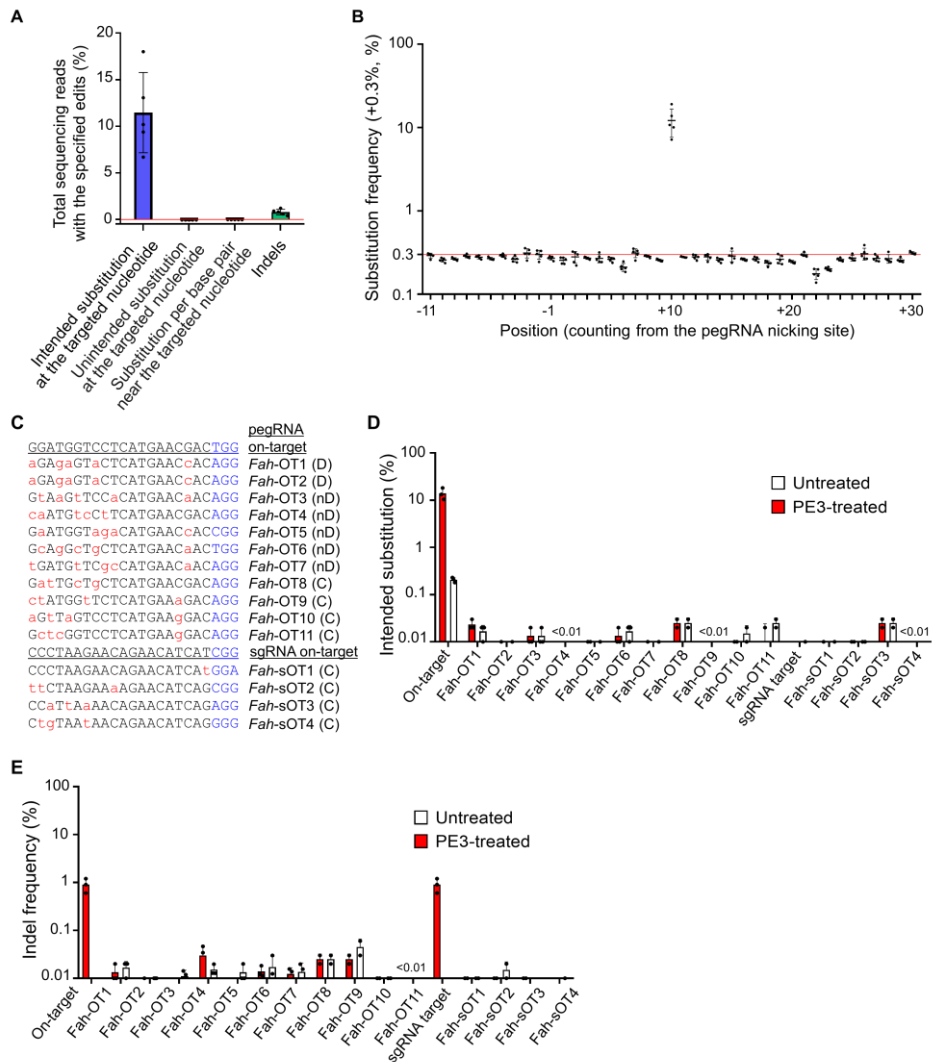 A
Total sequencing reads
with the specified edits (%)
20
15
10
5
0
Intended substitution
at the targeted nucleotide
Unintended substitution
at the targeted nucleotide
Substitution per base pair
near the targeted nucleotide
Indels
B
Substitution frequency (+0.3%, %)
100
10
1
0.3
0.1
-11
-1
+10
+20
+30
Position (counting from the pegRNA nicking site)
C
pegRNA
GGATGGTCCTCATGAACGACTGG on-target
aGAgaGTaCTCATGAACcACAGG Fah-OT1 (D)
aGAgaGTaCTCATGAACcACAGG Fah-OT2 (D)
GtAaGtTCCaCATGAACaACAGG Fah-OT3 (nD)
caATGtcCtTCATGAACGACAGG Fah-OT4 (nD)
GaATGGTagaCATGAACcACCGG Fah-OT5 (nD)
GcAgGCTgCTCATGAACaACTGG Fah-OT6 (nD)
tGATGtTCgcCATGAACaACAGG Fah-OT7 (nD)
GatTGCTgCTCATGAACGACAGG Fah-OT8 (C)
ctATGGTtCTCATGAAaGACAGG Fah-OT9 (C)
aGtTaGTCCTCATGAAgGACAGG Fah-OT10 (C)
GctcGGTCCTCATGAAgGACAGG Fah-OT11 (C)
CCCTAAGAACAGAACATCATCGG sgRNA on-target
CCCTAAGAACAGAACATCAtGGA Fah-sOT1 (C)
ttCTAAGAAaAGAACATCAGCGG Fah-sOT2 (C)
CCatTaAaACAGAACATCAGAGG Fah-sOT3 (C)
CtgTAAtAACAGAACATCAGGGG Fah-sOT4 (C)
D
Intended substitution (%)
100
10
1
0.1
0.01
Untreated
PE3-treated
<0.01
<0.01
<0.01
On-target
Fah-OT1
Fah-OT2
Fah-OT3
Fah-OT4
Fah-OT5
Fah-OT6
Fah-OT7
Fah-OT8
Fah-OT9
Fah-OT10
Fah-OT11
sgRNA target
Fah-sOT1
Fah-sOT2
Fah-sOT3
Fah-sOT4
E
Indel frequency (%)
100
10
1
0.1
0.01
Untreated
PE3-treated
<0.01
On-target
Fah-OT1
Fah-OT2
Fah-OT3
Fah-OT4
Fah-OT5
Fah-OT6
Fah-OT7
Fah-OT8
Fah-OT9
Fah-OT10
Fah-OT11
sgRNA target
Fah-sOT1
Fah-sOT2
Fah-sOT3
Fah-sOT4